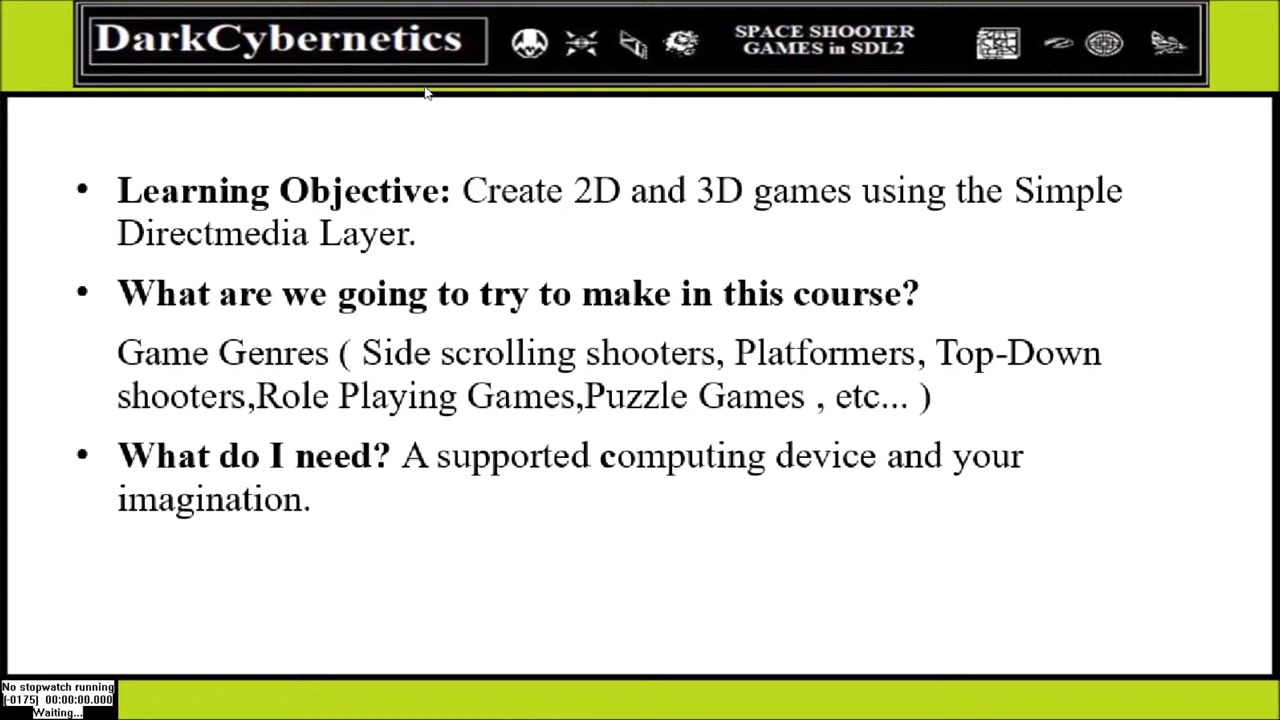 DarkCybernetics
SPACE SHOOTER
GAMES in SDL2
• Learning Objective: Create 2D and 3D games using the Simple
Directmedia Layer.
• What are we going to try to make in this course?
Game Genres ( Side scrolling shooters, Platformers, Top-Down
shooters,Role Playing Games,Puzzle Games , etc... )
• What do I need? A supported computing device and your
imagination.
No stopwatch running
(-0175) 00:00:00.000
Waiting...